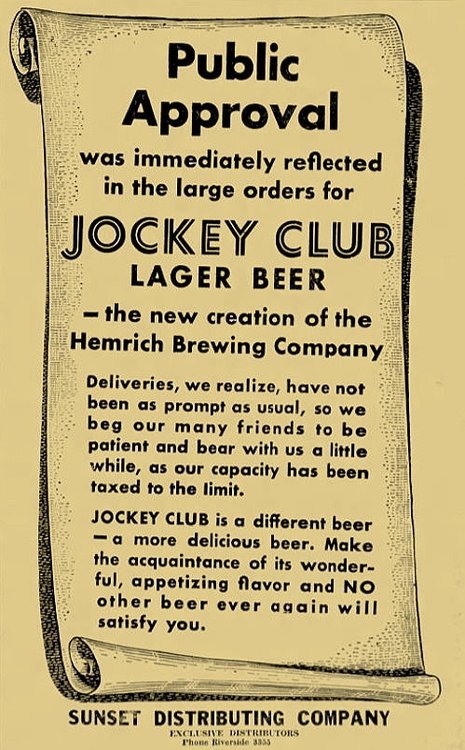 Public
Approval
was immediately reflected
in the large orders for
JOCKEY CLUB
LAGER BEER
— the new creation of the
Hemrich Brewing Company
Deliveries, we realize, have not
been as prompt as usual, so we
beg our many friends to be
patient and bear with us a little
while, as our capacity has been
taxed to the limit.
JOCKEY CLUB is a different beer
— a more delicious beer. Make
the acquaintance of its wonder-
ful, appetizing flavor and NO
other beer ever again will
satisfy you.
SUNSET DISTRIBUTING COMPANY
EXCLUSIVE DISTRIBUTORS
Phone Riverside 3355